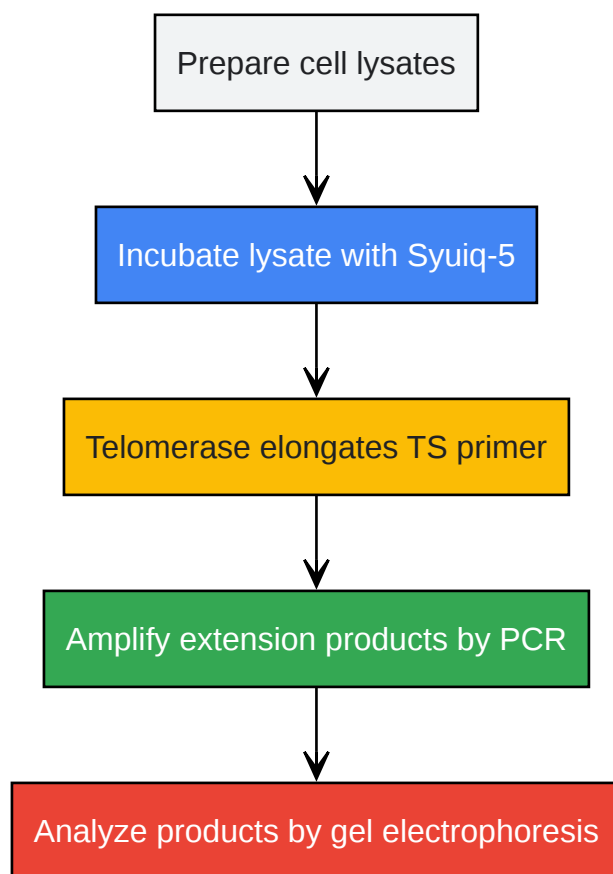 Prepare cell lysates
Incubate lysate with Syuiq-5
Telomerase elongates TS primer
Amplify extension products by PCR
Analyze products by gel electrophoresis